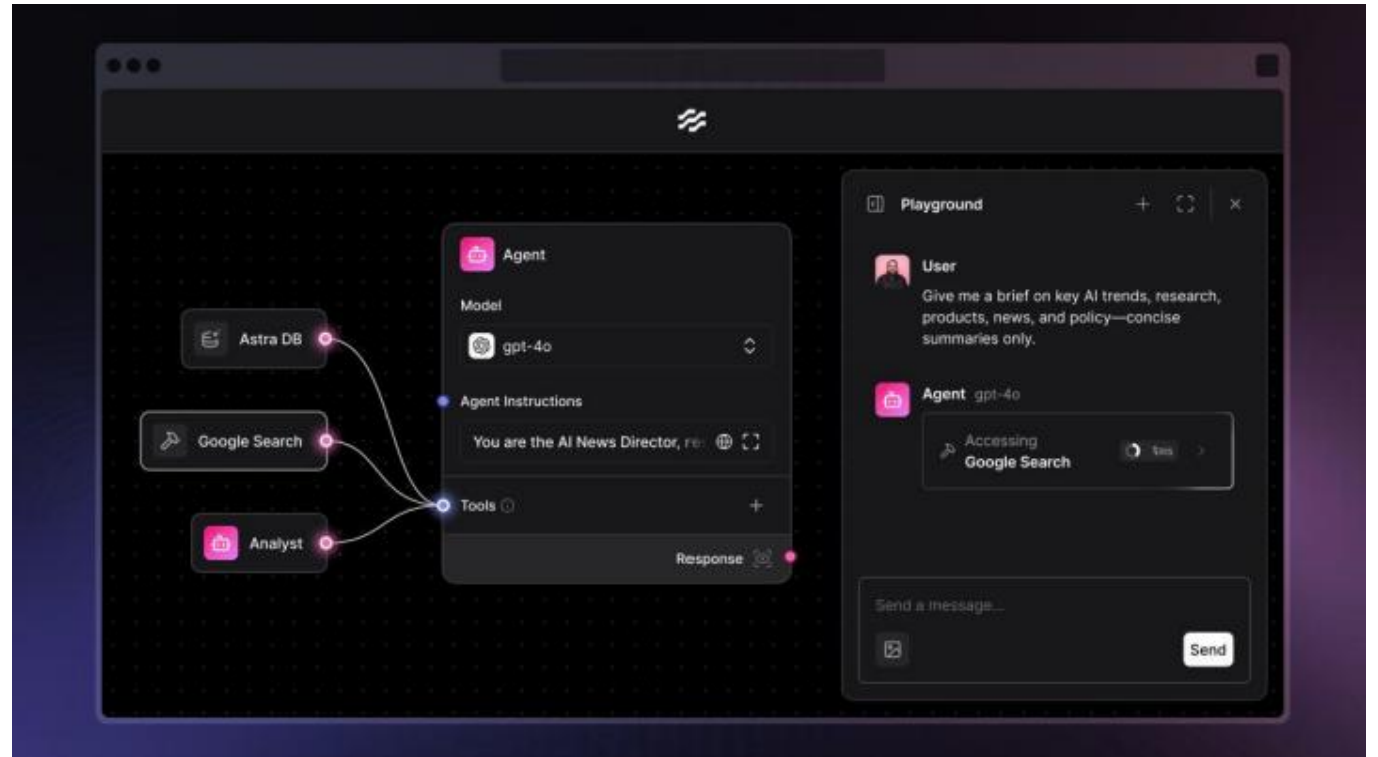 Astra DB
Google Search
Analyst
Agent
Model
gpt-4o
Agent Instructions
You are the AI News Director,
Tools
Response
Playground
User
Give me a brief on key AI trends, research,
products, news, and policy—concise
summaries only.
Agent gpt-4o
Accessing
Google Search
Send a message...
Send